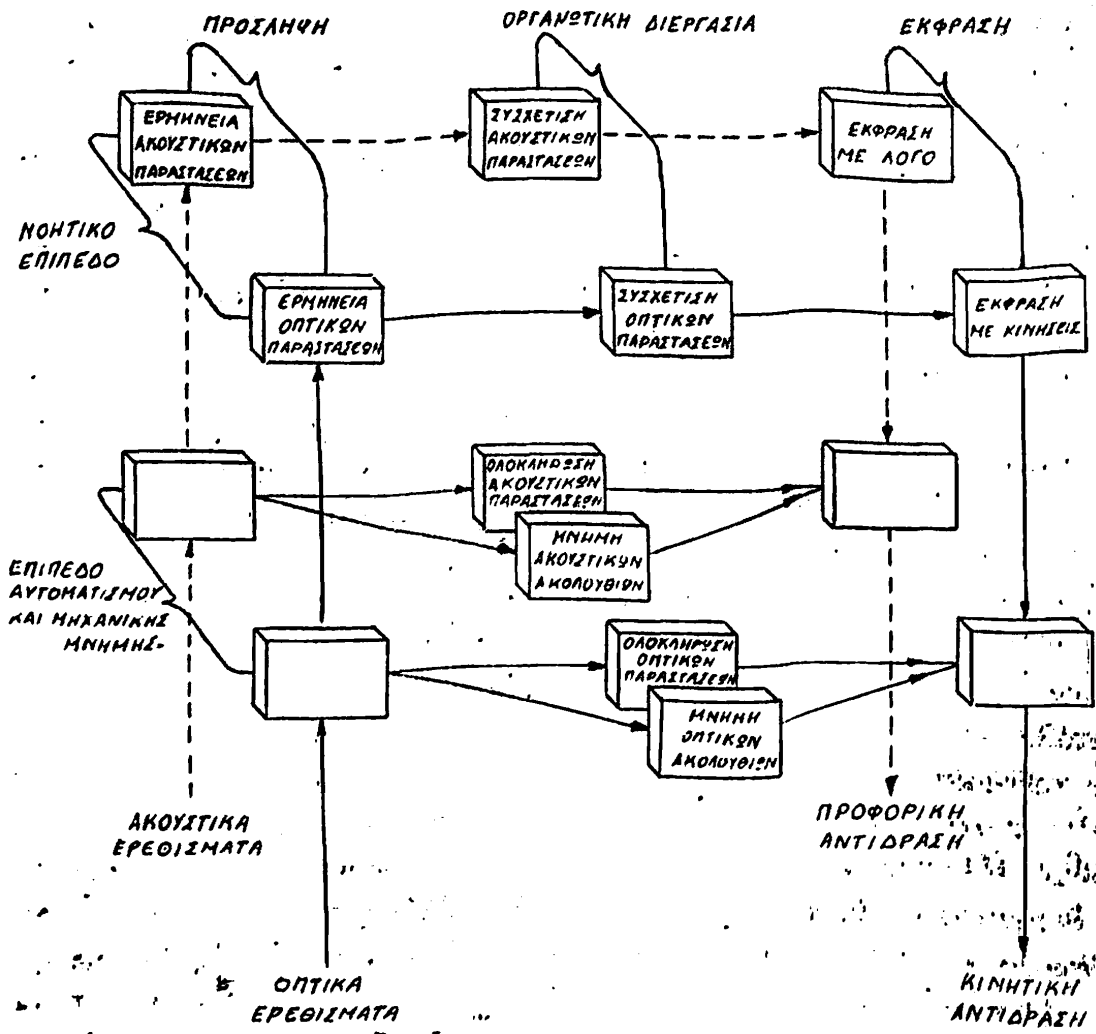 ΠΡΟΣΛΗΨΗ
ΟΡΓΑΝΩΤΙΚΗ ΔΙΕΡΓΑΣΙΑ
ΕΚΦΡΑΣΗ
ΕΡΜΗΝΕΙΑ
ΑΚΟΥΣΤΙΚΩΝ
ΠΑΡΑΣΤΑΣΕΩΝ
ΣΥΣΧΕΤΙΣΗ
ΑΚΟΥΣΤΙΚΩΝ
ΠΑΡΑΣΤΑΣΕΩΝ
ΕΚΦΡΑΣΗ
ΜΕ ΛΟΓΟ
ΝΟΗΤΙΚΟ
ΕΠΙΠΕΔΟ
ΕΡΜΗΝΕΙΑ
ΟΠΤΙΚΩΝ
ΠΑΡΑΣΤΑΣΕΩΝ
ΣΥΣΧΕΤΙΣΗ
ΟΠΤΙΚΩΝ
ΠΑΡΑΣΤΑΣΕΩΝ
ΕΚΦΡΑΣΗ
ΜΕ ΚΙΝΗΣΕΙΣ
ΟΛΟΚΛΗΡΩΣΗ
ΑΚΟΥΣΤΙΚΩΝ
ΠΑΡΑΣΤΑΣΕΩΝ
ΜΝΗΜΗ
ΑΚΟΥΣΤΙΚΩΝ
ΑΚΟΛΟΥΘΙΩΝ
ΕΠΙΠΕΔΟ
ΑΥΤΟΜΑΤΙΣΜΟΥ
ΚΑΙ ΜΗΧΑΝΙΚΗΣ
ΜΝΗΜΗΣ
ΟΛΟΚΛΗΡΩΣΗ
ΟΠΤΙΚΩΝ
ΠΑΡΑΣΤΑΣΕΩΝ
ΜΝΗΜΗ
ΟΠΤΙΚΩΝ
ΑΚΟΛΟΥΘΙΩΝ
ΑΚΟΥΣΤΙΚΑ
ΕΡΕΘΙΣΜΑΤΑ
ΠΡΟΦΟΡΙΚΗ
ΑΝΤΙΔΡΑΣΗ
ΟΠΤΙΚΑ
ΕΡΕΘΙΣΜΑΤΑ
ΚΙΝΗΤΙΚΗ
ΑΝΤΙΔΡΑΣΗ